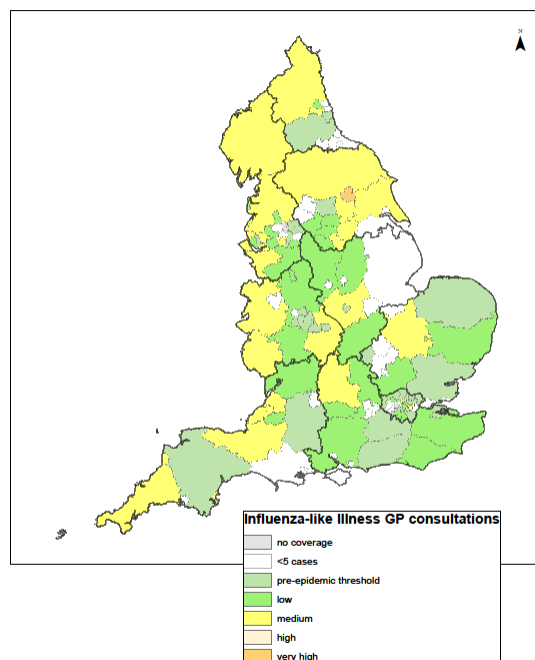 N
Influenza-like Illness GP consultations
no coverage
<5 cases
pre-epidemic threshold
low
medium
high
very high